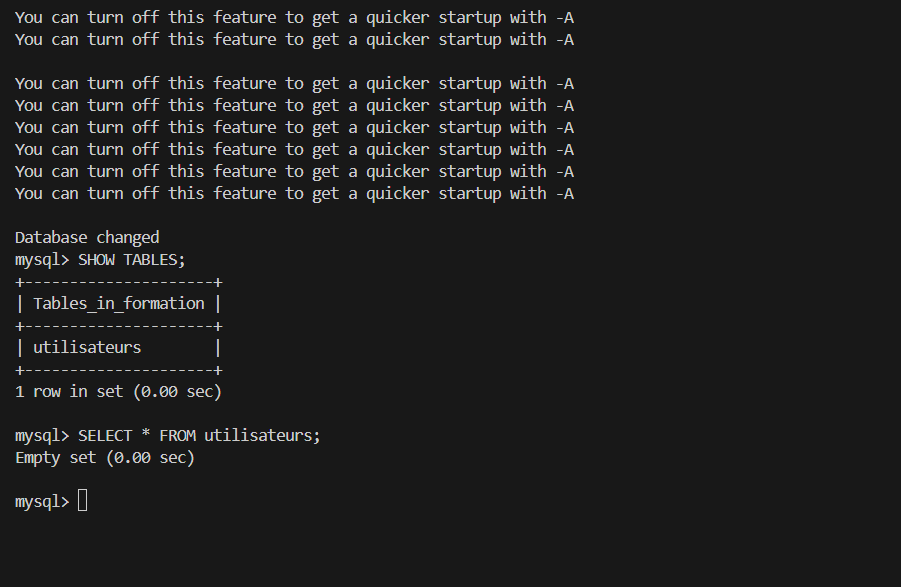 You can turn off this feature to get a quicker startup with -A
You can turn off this feature to get a quicker startup with -A
You can turn off this feature to get a quicker startup with -A
You can turn off this feature to get a quicker startup with -A
You can turn off this feature to get a quicker startup with -A
You can turn off this feature to get a quicker startup with -A
You can turn off this feature to get a quicker startup with -A
You can turn off this feature to get a quicker startup with -A
Database changed
mysql> SHOW TABLES;
+---------------------+
| Tables_in_formation |
+---------------------+
| utilisateurs        |
+---------------------+
1 row in set (0.00 sec)
mysql> SELECT * FROM utilisateurs;
Empty set (0.00 sec)
mysql>